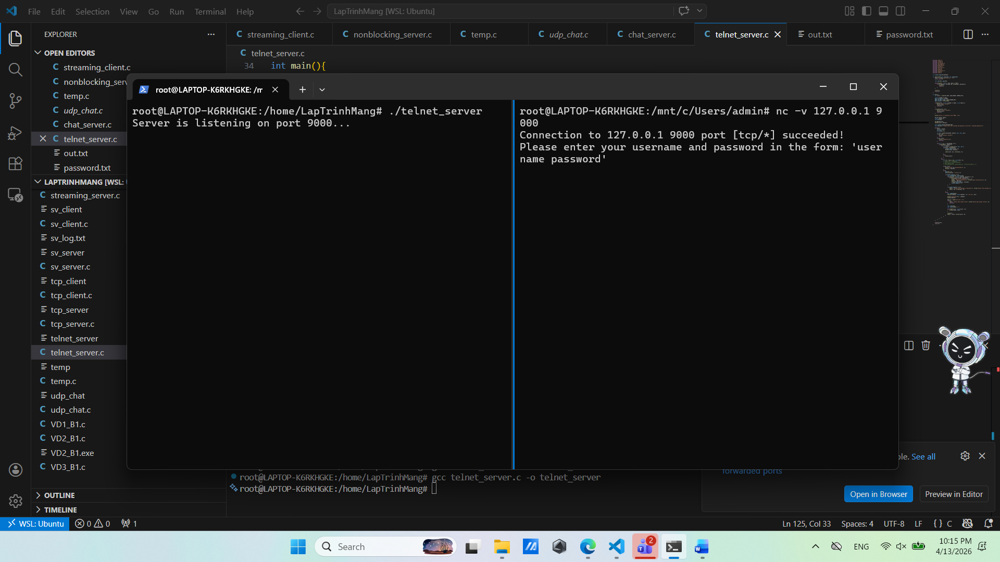 File Edit Selection View Go Run Terminal Help
LapTrinhMang [WSL: Ubuntu]
EXPLORER
OPEN EDITORS
streaming_client.c
nonblocking_serv
temp.c
udp_chat.c
chat_server.c
telnet_server.c
out.txt
password.txt
LAPTRINHMANG [WSL:
streaming_server.c
sv_client
sv_client.c
sv_log.txt
sv_server
sv_server.c
tcp_client
tcp_client.c
tcp_server
tcp_server.c
telnet_server
telnet_server.c
temp
temp.c
udp_chat
udp_chat.c
VD1_B1.c
VD2_B1.c
VD2_B1.exe
VD3_B1.c
OUTLINE
TIMELINE
streaming_client.c
nonblocking_server.c
temp.c
udp_chat.c
chat_server.c
telnet_server.c
out.txt
password.txt
telnet_server.c
34 int main(){
root@LAPTOP-K6RKHGKE: /m
root@LAPTOP-K6RKHGKE:/home/LapTrinhMang# ./telnet_server
Server is listening on port 9000...
root@LAPTOP-K6RKHGKE:/mnt/c/Users/admin# nc -v 127.0.0.1 9
000
Connection to 127.0.0.1 9000 port [tcp/*] succeeded!
Please enter your username and password in the form: 'user
name password'
root@LAPTOP-K6RKHGKE:/home/LapTrinhMang# gcc telnet_server.c -o telnet_server
root@LAPTOP-K6RKHGKE:/home/LapTrinhMang#
ble. See all
forwarded ports
Open in Browser
Preview in Editor
WSL: Ubuntu 0 0 1
Ln 125, Col 33 Spaces: 4 UTF-8 LF {} C
Search
2
ENG
10:15 PM
4/13/2026